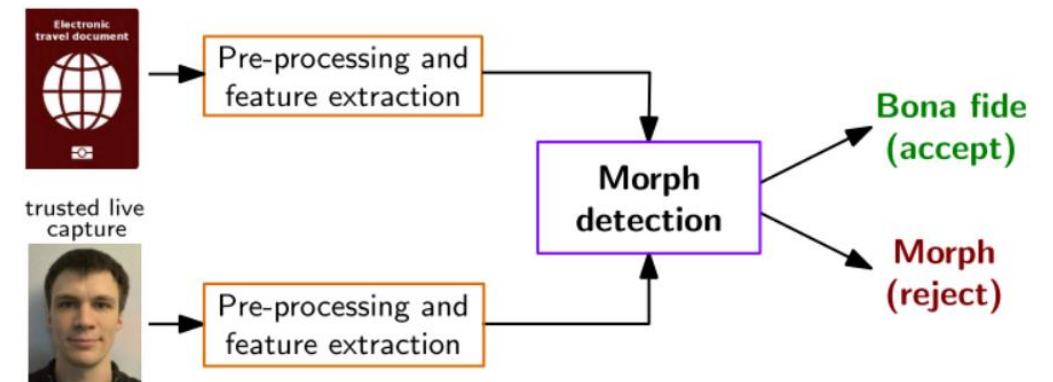 Electronic
travel document
Pre-processing and
feature extraction
Bona fide
(accept)
Morph
detection
trusted live
capture
Morph
(reject)
Pre-processing and
feature extraction